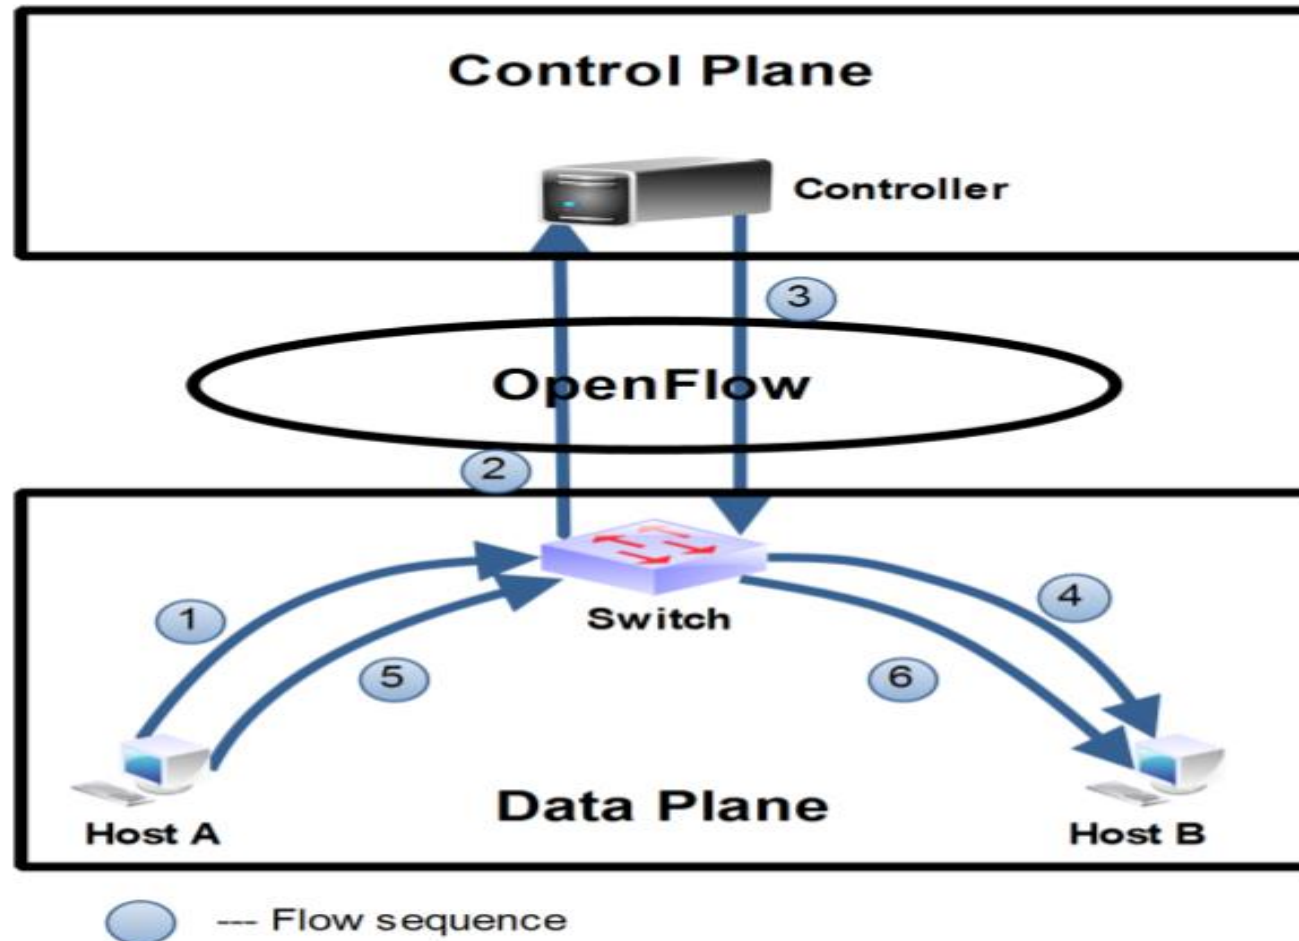 Control Plane
Controller
3
OpenFlow
2
Switch
1
4
5
6
Data Plane
Host A
Host B
--- Flow sequence